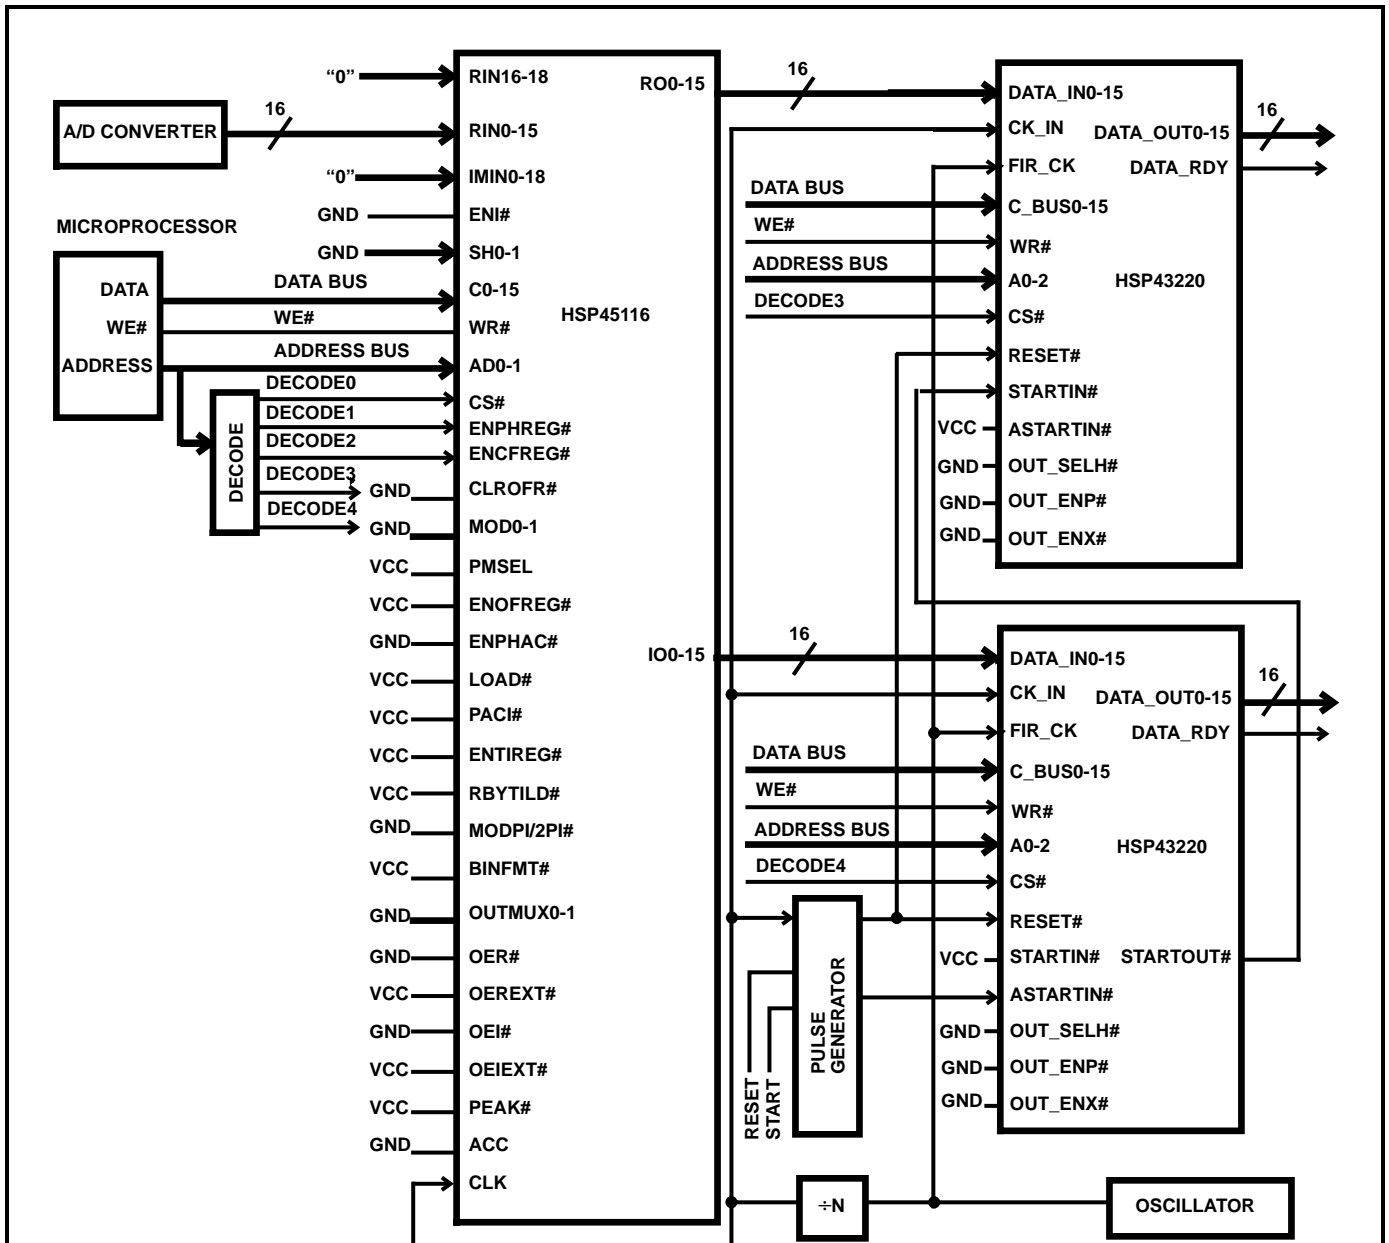 A/D CONVERTER
16
MICROPROCESSOR
DATA
WE#
ADDRESS
DATA BUS
WE#
ADDRESS BUS
DECODE
DECODE0
DECODE1
DECODE2
DECODE3
DECODE4
“0”
RIN16-18
RIN0-15
“0”
IMIN0-18
GND
ENI#
GND
SH0-1
C0-15
WR#
AD0-1
CS#
ENPHREG#
ENCFREG#
GND
CLROFR#
GND
MOD0-1
VCC
PMSEL
VCC
ENOFREG#
GND
ENPHAC#
VCC
LOAD#
VCC
PACI#
VCC
ENTIREG#
VCC
RBYTILD#
GND
MODPI/2PI#
VCC
BINFMT#
GND
OUTMUX0-1
GND
OER#
VCC
OEREXT#
GND
OEI#
VCC
OEIEXT#
VCC
PEAK#
GND
ACC
CLK
HSP45116
RO0-15
16
IO0-15
16
DATA_IN0-15
CK_IN
FIR_CK
DATA BUS
C_BUS0-15
WE#
WR#
ADDRESS BUS
A0-2
DECODE3
CS#
RESET#
STARTIN#
VCC
ASTARTIN#
GND
OUT_SELH#
GND
OUT_ENP#
GND
OUT_ENX#
HSP43220
DATA_OUT0-15
16
DATA_RDY
DATA_IN0-15
CK_IN
FIR_CK
DATA BUS
C_BUS0-15
WE#
WR#
ADDRESS BUS
A0-2
DECODE4
CS#
RESET#
VCC
STARTIN#
ASTARTIN#
GND
OUT_SELH#
GND
OUT_ENP#
GND
OUT_ENX#
HSP43220
DATA_OUT0-15
16
DATA_RDY
STARTOUT#
PULSE
GENERATOR
RESET
START
÷N
OSCILLATOR